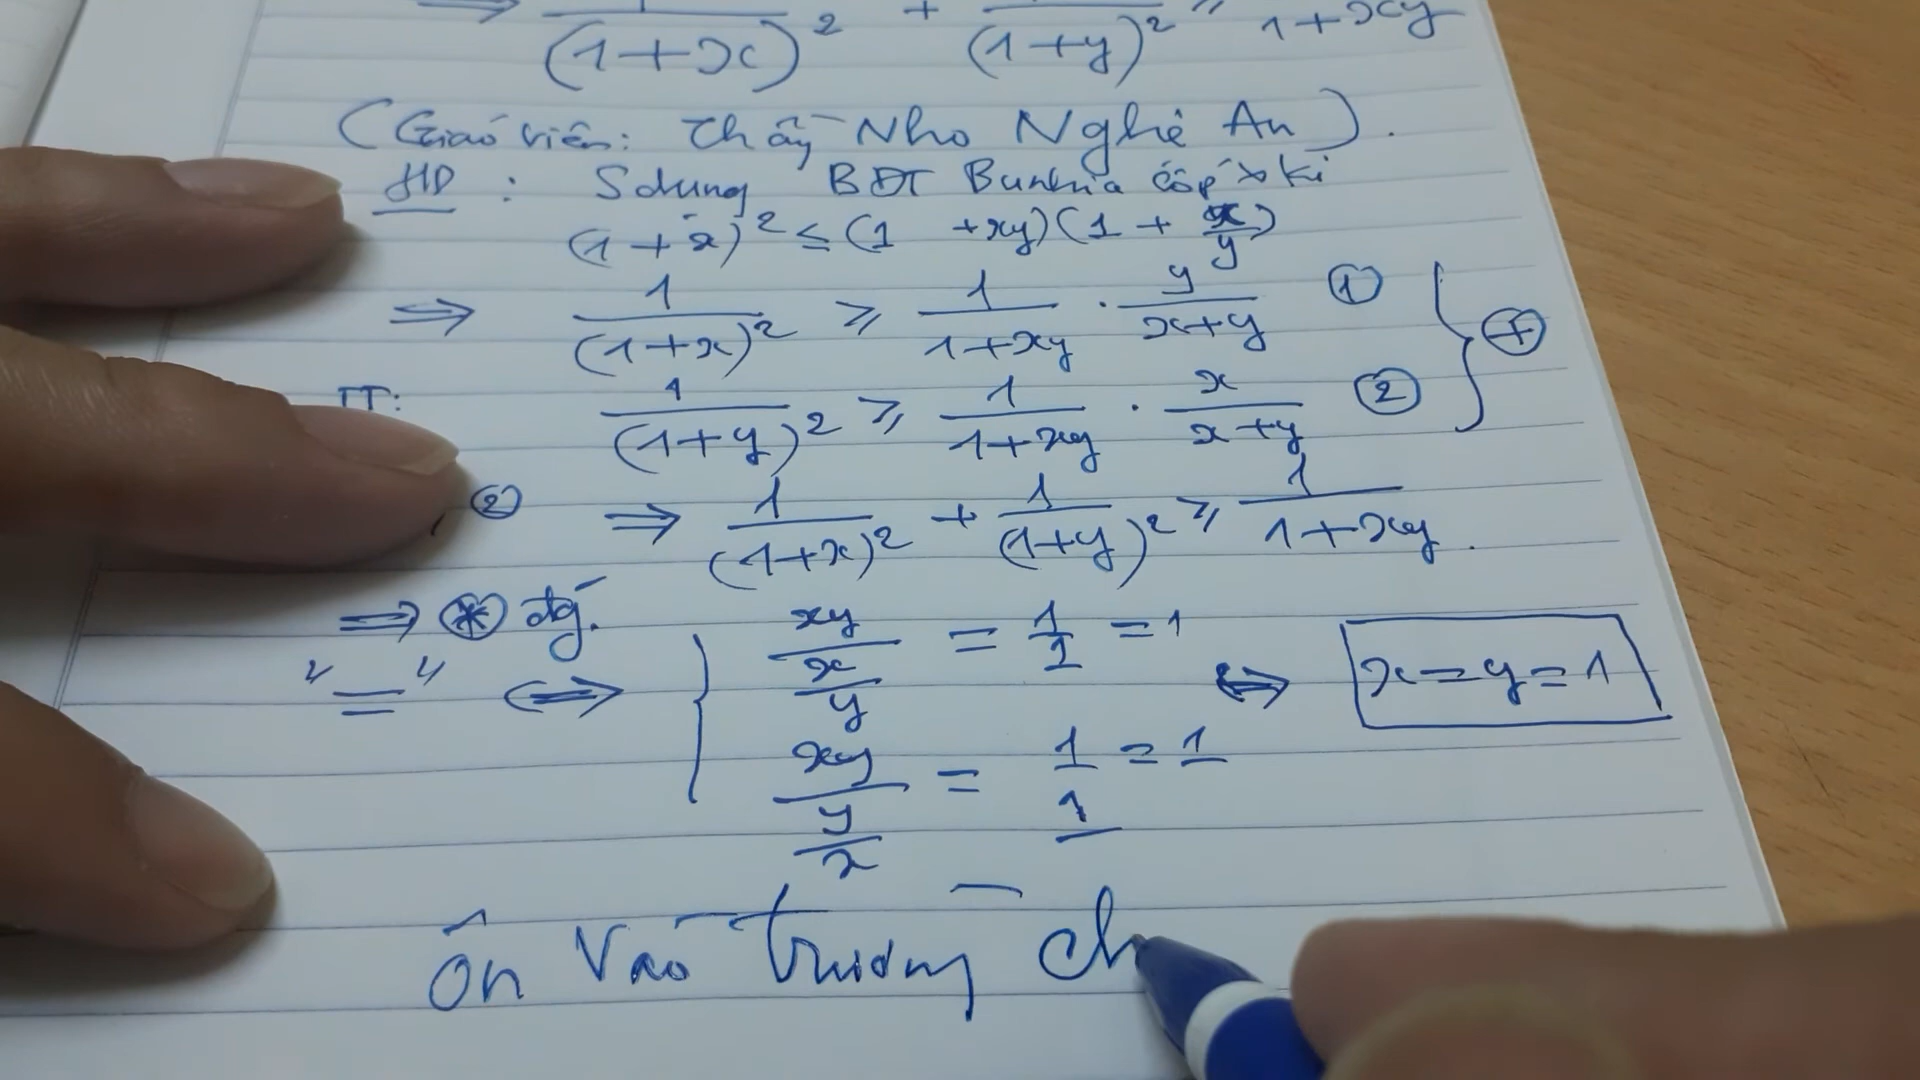 ⇒ 1/(1+x)² + 1/(1+y)² ≥ 1/(1+xy)
(Giáo viên: Thầy Nho Nghệ An).
HD: Sdụng BĐT Bunhia cốp xki
(1+x)² ≤ (1 + xy)(1 + x/y)
⇒ 1/(1+x)² ≥ 1/(1+xy) · y/(x+y) ①
TT: 1/(1+y)² ≥ 1/(1+xy) · x/(x+y) ② } ⊕
, ② ⇒ 1/(1+x)² + 1/(1+y)² ≥ 1/(1+xy).
⇒ ⊛ đg.
"=" ⇔ { xy/(x/y) = 1/1 = 1 ⇔ x=y=1
xy/(y/x) = 1/1 = 1
Ôn vào trường ch